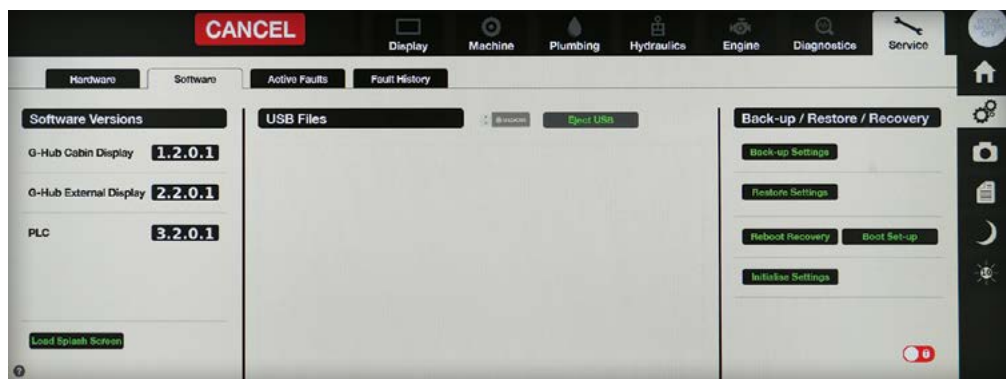 CANCEL
Display
Machine
Plumbing
Hydraulics
Engine
Diagnostics
Service
Hardware
Software
Active Faults
Fault History
Software Versions
USB Files
Eject USB
Back-up / Restore / Recovery
G-Hub Cabin Display 1.2.0.1
Back-up Settings
G-Hub External Display 2.2.0.1
Restore Settings
PLC 3.2.0.1
Reboot Recovery
Boot Set-up
Initialise Settings
Load Splash Screen